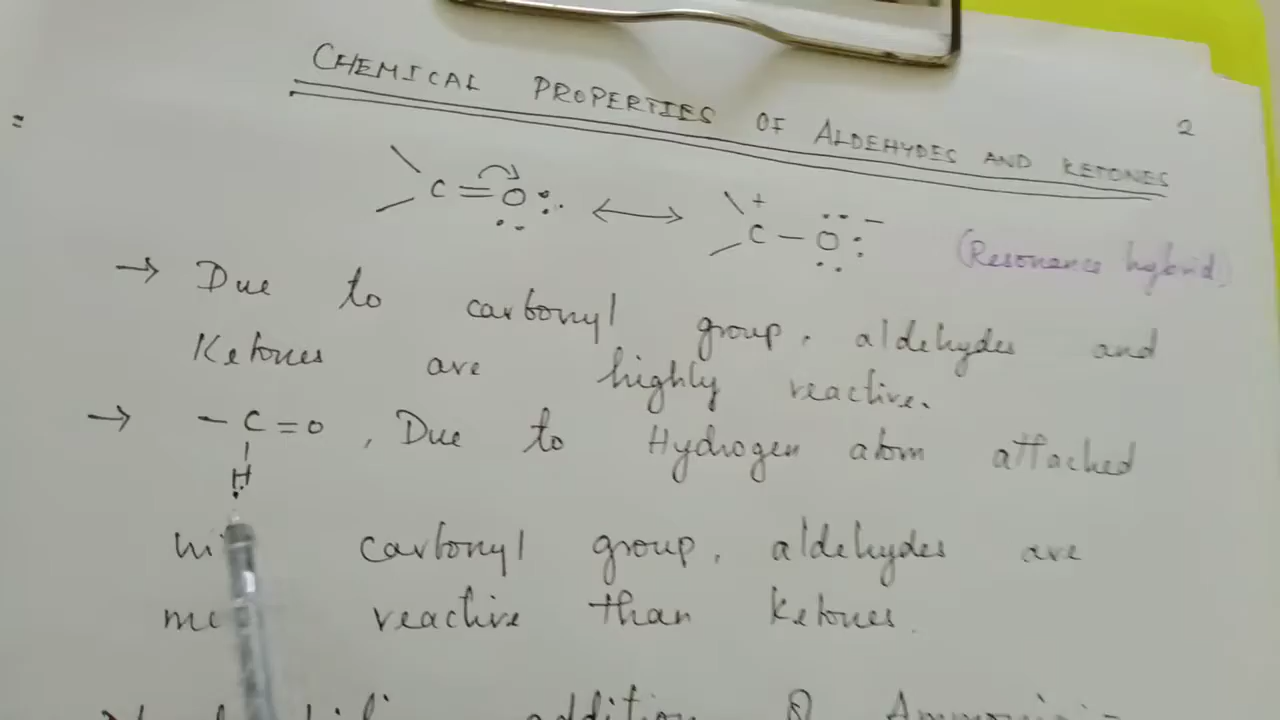 CHEMICAL PROPERTIES OF ALDEHYDES AND KETONES
2
C=O: ↔ C⁺–O:⁻ (Resonance hybrid)
→ Due to carbonyl group, aldehydes and
Ketones are highly reactive.
→ –C=O, Due to Hydrogen atom attached
H
carbonyl group, aldehydes are
reactive than Ketones.
addition